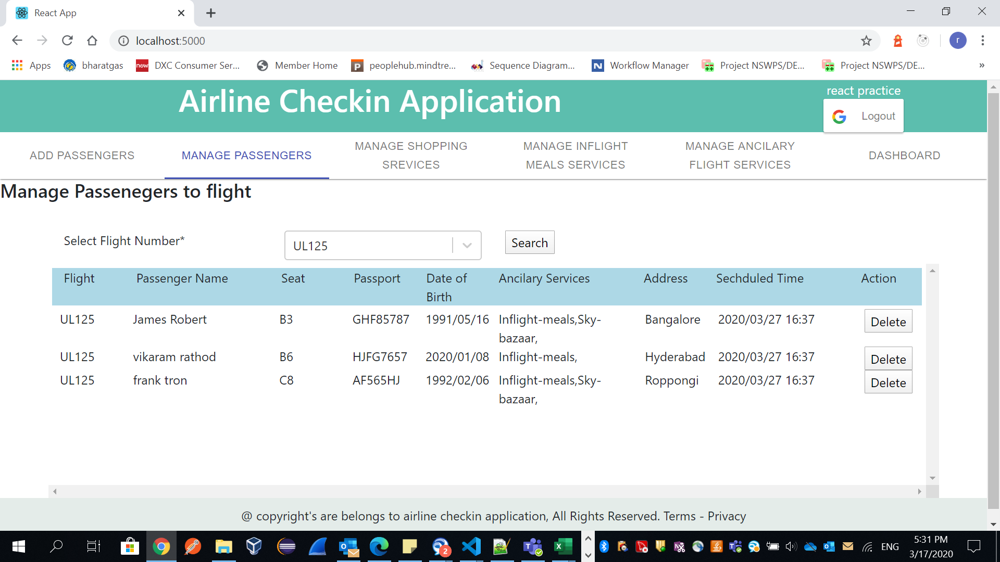 React App
localhost:5000
r
Apps bharatgas now DXC Consumer Ser... Member Home P peoplehub.mindtre... Sequence Diagram... N Workflow Manager Project NSWPS/DE... Project NSWPS/DE... »
Airline Checkin Application
react practice
G Logout
ADD PASSENGERS
MANAGE PASSENGERS
MANAGE SHOPPING
SREVICES
MANAGE INFLIGHT
MEALS SERVICES
MANAGE ANCILARY
FLIGHT SERVICES
DASHBOARD
Manage Passenegers to flight
Select Flight Number*
UL125
Search
Flight Passenger Name Seat Passport Date of Ancilary Services Address Sechduled Time Action
Birth
UL125 James Robert B3 GHF85787 1991/05/16 Inflight-meals,Sky- Bangalore 2020/03/27 16:37 Delete
bazaar,
UL125 vikaram rathod B6 HJFG7657 2020/01/08 Inflight-meals, Hyderabad 2020/03/27 16:37 Delete
UL125 frank tron C8 AF565HJ 1992/02/06 Inflight-meals,Sky- Roppongi 2020/03/27 16:37 Delete
bazaar,
@ copyright's are belongs to airline checkin application, All Rights Reserved. Terms - Privacy
2
ENG
5:31 PM
3/17/2020